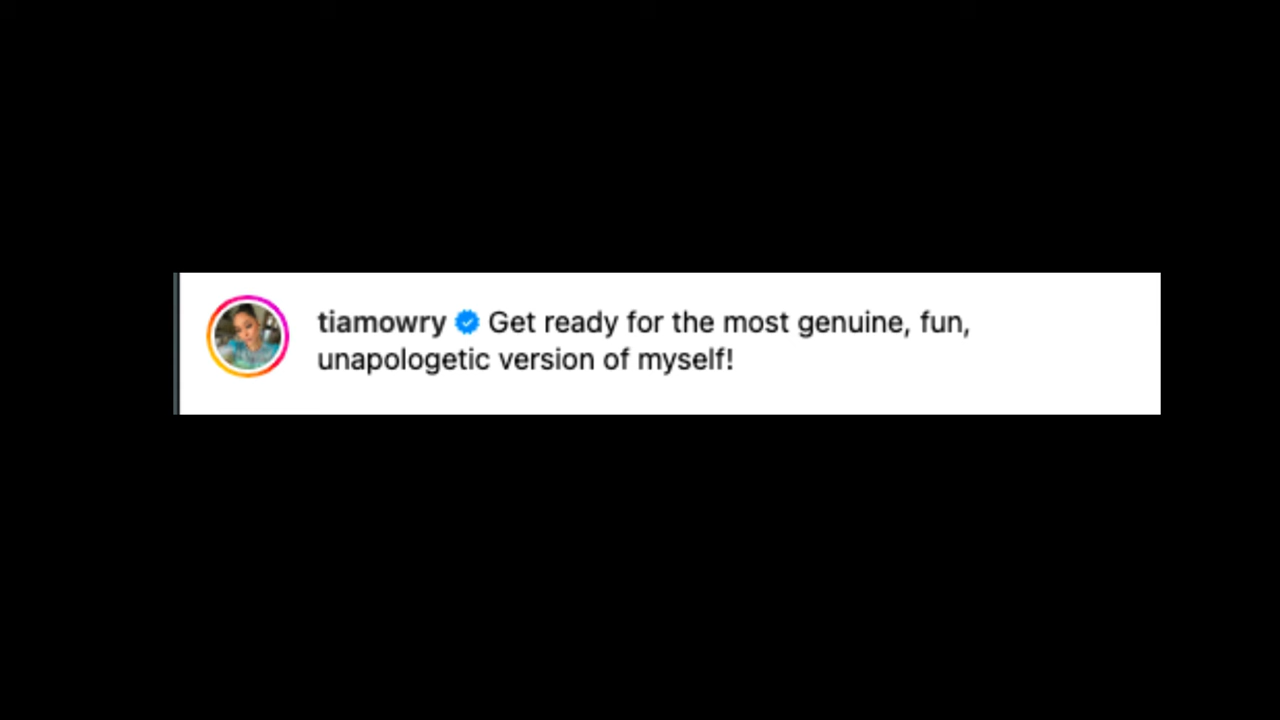 tiamowry Get ready for the most genuine, fun,
unapologetic version of myself!